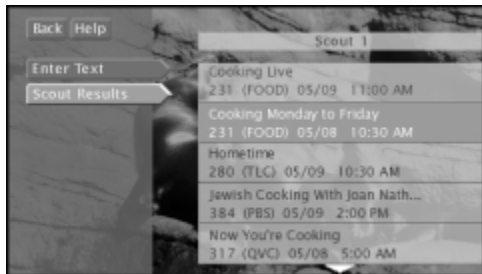 Back Help
Scout 1
Enter Text
Scout Results
Cooking Live
231 (FOOD) 05/09 11:00 AM
Cooking Monday to Friday
231 (FOOD) 05/08 10:30 AM
Hometime
280 (TLC) 05/09 10:30 AM
Jewish Cooking With Joan Nath...
384 (PBS) 05/09 2:00 PM
Now You're Cooking
317 (QVC) 05/08 5:00 AM